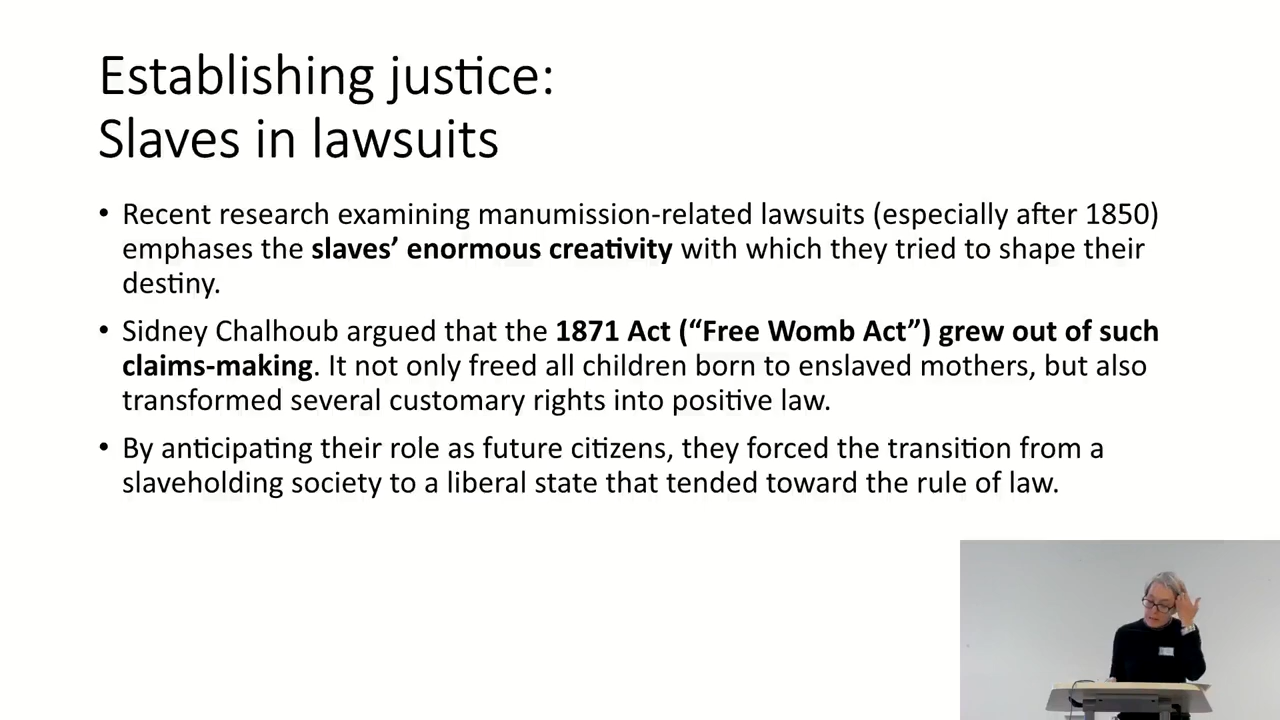 Establishing justice:
Slaves in lawsuits
• Recent research examining manumission-related lawsuits (especially after 1850)
emphases the slaves’ enormous creativity with which they tried to shape their
destiny.
• Sidney Chalhoub argued that the 1871 Act (“Free Womb Act”) grew out of such
claims-making. It not only freed all children born to enslaved mothers, but also
transformed several customary rights into positive law.
• By anticipating their role as future citizens, they forced the transition from a
slaveholding society to a liberal state that tended toward the rule of law.